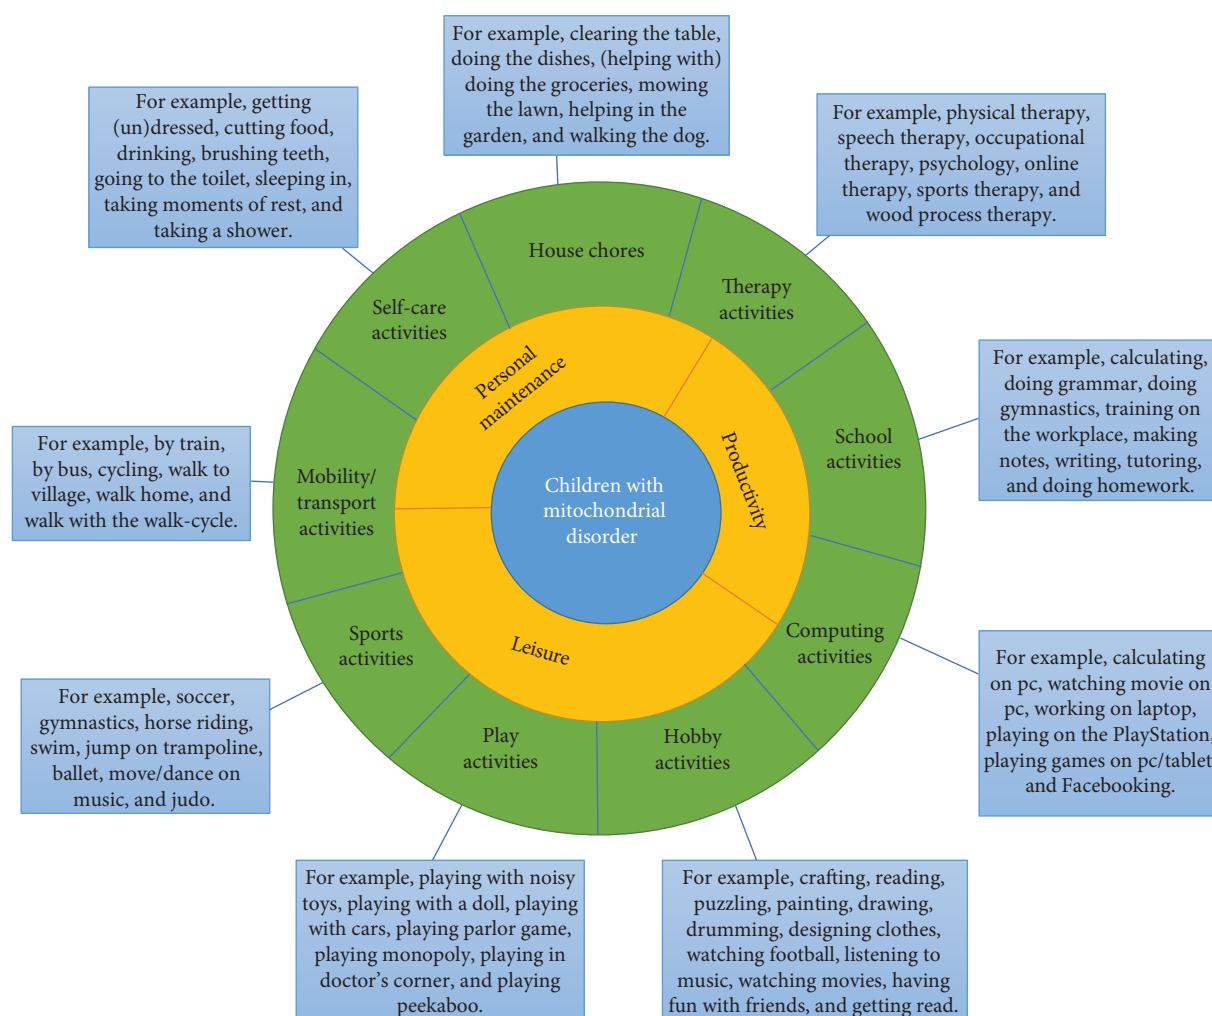 For example, clearing the table,
doing the dishes, (helping with)
doing the groceries, mowing
the lawn, helping in the
garden, and walking the dog.
For example, getting
(un)dressed, cutting food,
drinking, brushing teeth,
going to the toilet, sleeping in,
taking moments of rest, and
taking a shower.
For example, physical therapy,
speech therapy, occupational
therapy, psychology, online
therapy, sports therapy, and
wood process therapy.
House chores
Therapy
activities
Self-care
activities
Personal
maintenance
For example, calculating,
doing grammar, doing
gymnastics, training on
the workplace, making
notes, writing, tutoring,
and doing homework.
School
activities
Productivity
For example, by train,
by bus, cycling, walk to
village, walk home, and
walk with the walk-cycle.
Mobility/
transport
activities
Children with
mitochondrial
disorder
Sports
activities
Leisure
Computing
activities
For example, calculating
on pc, watching movie on
pc, working on laptop,
playing on the PlayStation,
playing games on pc/tablet
and Facebooking.
For example, soccer,
gymnastics, horse riding,
swim, jump on trampoline,
ballet, move/dance on
music, and judo.
Play
activities
Hobby
activities
For example, playing with noisy
toys, playing with a doll, playing
with cars, playing parlor game,
playing monopoly, playing in
doctor's corner, and playing
peekaboo.
For example, crafting, reading,
puzzling, painting, drawing,
drumming, designing clothes,
watching football, listening to
music, watching movies, having
fun with friends, and getting read.